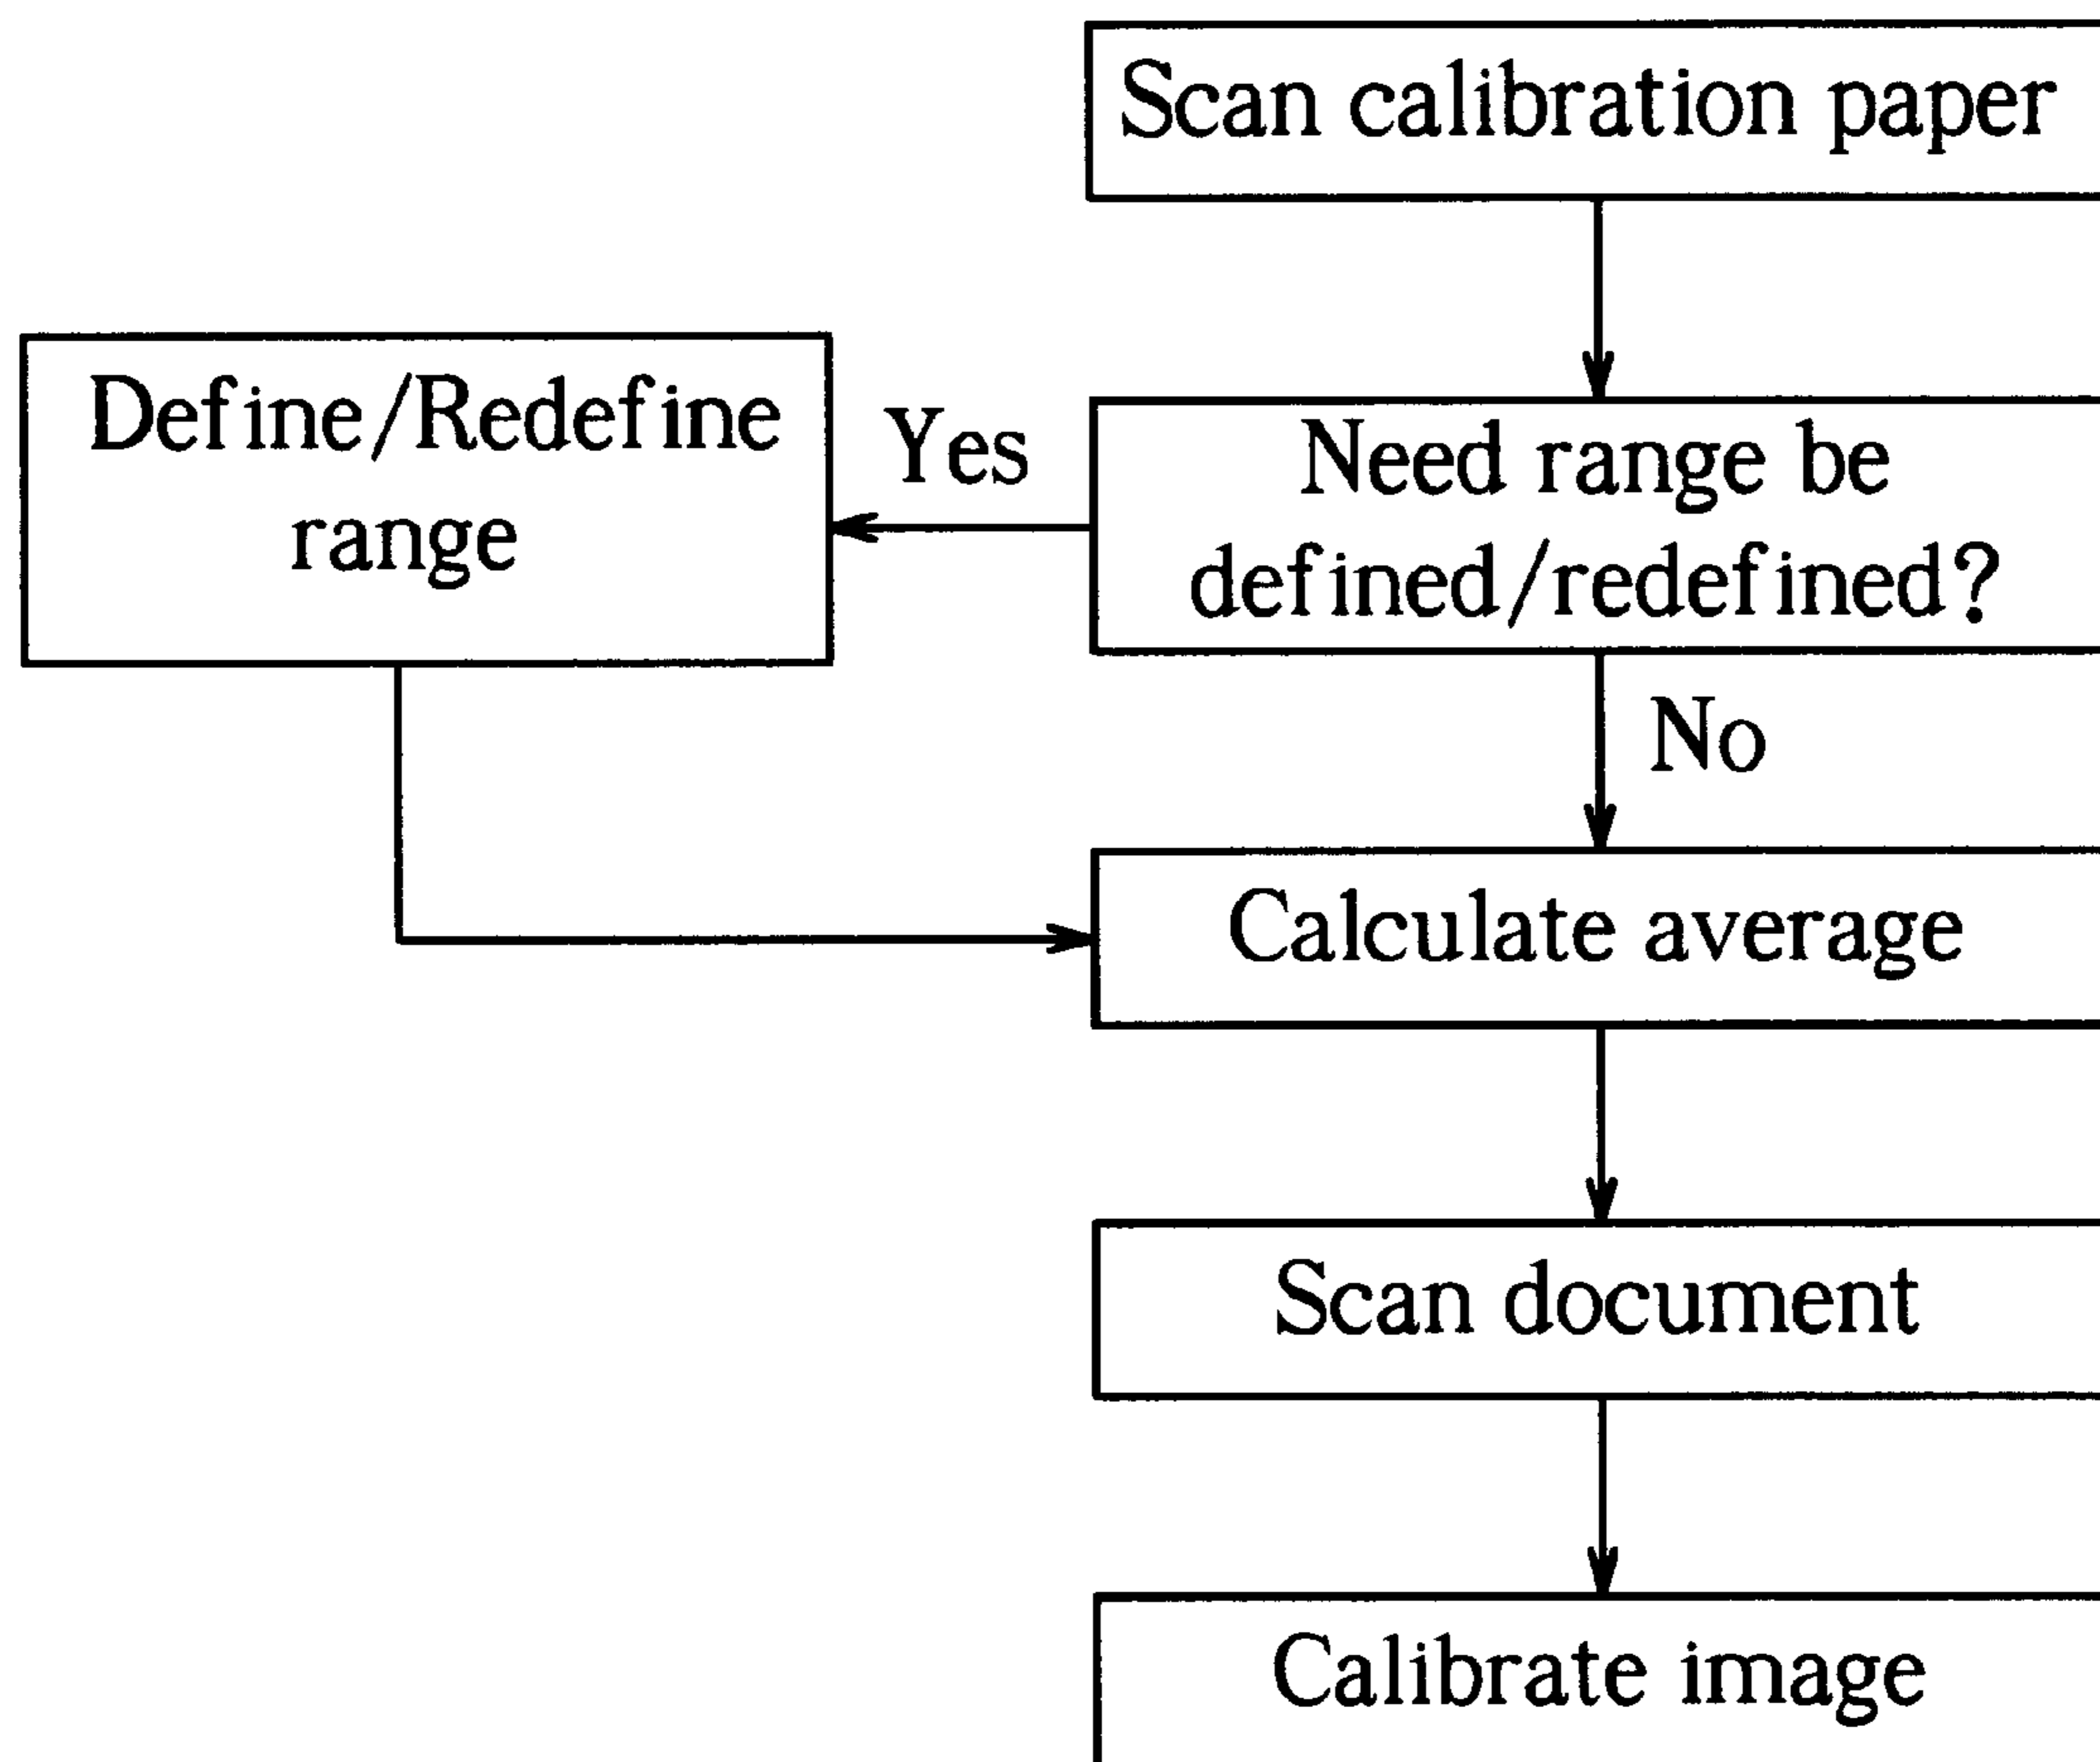 Scan calibration paper
Define/Redefine
range
Yes
Need range be
defined/redefined?
No
Calculate average
Scan document
Calibrate image